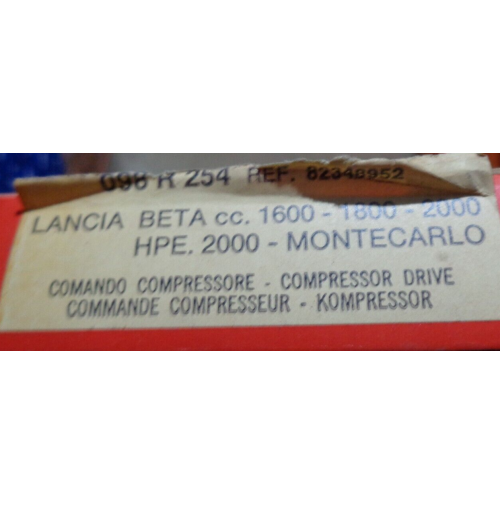 098 R 254 REF. 82348952
LANCIA BETA cc. 1600 - 1800 - 2000
HPE. 2000 - MONTECARLO
COMANDO COMPRESSORE - COMPRESSOR DRIVE
COMMANDE COMPRESSEUR - KOMPRESSOR